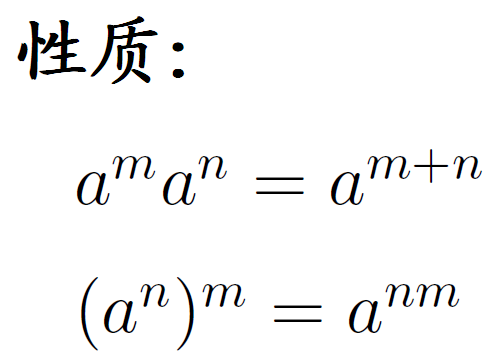 性质:
a^m a^n = a^{m+n}
(a^n)^m = a^{nm}